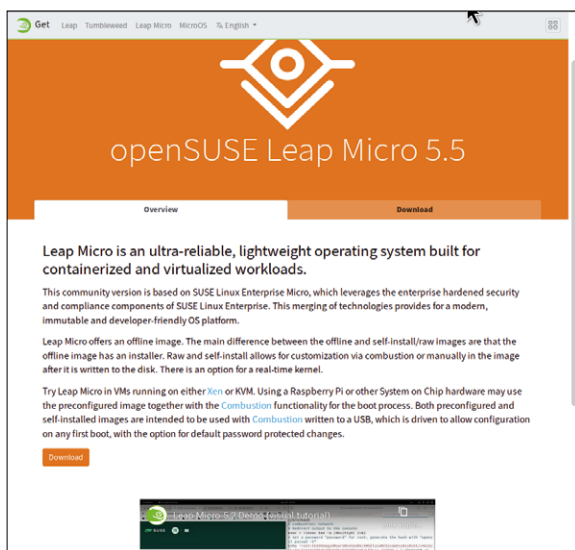 Get Leap Tumbleweed Leap Micro MicroOS English
openSUSE Leap Micro 5.5
Overview Download
Leap Micro is an ultra-reliable, lightweight operating system built for
containerized and virtualized workloads.
This community version is based on SUSE Linux Enterprise Micro, which leverages the enterprise hardened security
and compliance components of SUSE Linux Enterprise. This merging of technologies provides for a modern,
immutable and developer-friendly OS platform.
Leap Micro offers an offline image. The main difference between the offline and self-install/raw images are that the
offline image has an installer. Raw and self-install allows for customization via combustion or manually in the image
after it is written to the disk. There is an option for a real-time kernel.
Try Leap Micro in VMs running on either Xen or KVM. Using a Raspberry Pi or other System on Chip hardware may use
the preconfigured image together with the Combustion functionality for the boot process. Both preconfigured and
self-installed images are intended to be used with Combustion written to a USB, which is driven to allow configuration
on any first boot, with the option for default password protected changes.
Download
Leap Micro 5.2 Demo (visual tutorial)